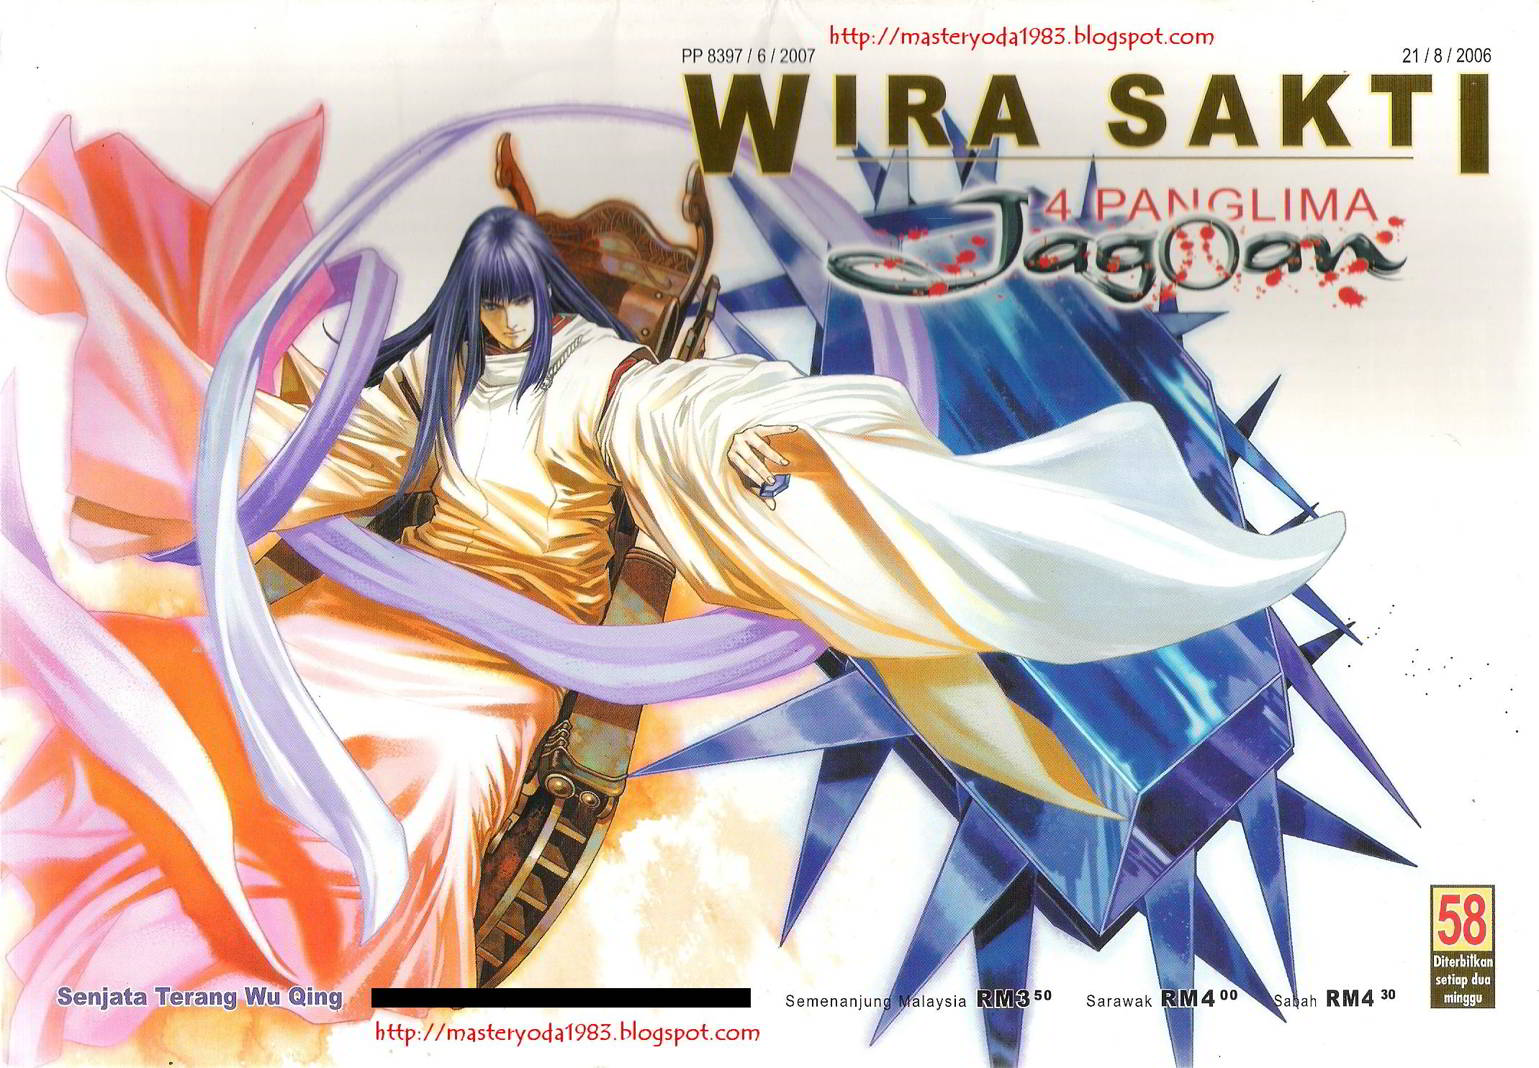 http://masteryoda1983.blogspot.com
PP 8397 / 6 / 2007
21 / 8 / 2006
WIRA SAKTI
4 PANGLIMA
Jagoan
58
Diterbitkan
setiap dua
minggu
Senjata Terang Wu Qing
Semenanjung Malaysia RM3 50 Sarawak RM4 00 Sabah RM4 30
http://masteryoda1983.blogspot.com